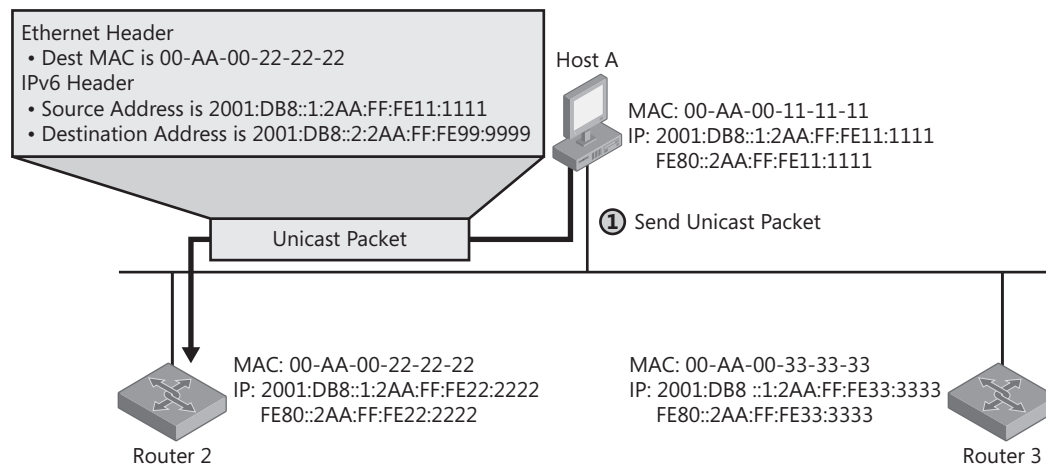 Ethernet Header
• Dest MAC is 00-AA-00-22-22-22
IPv6 Header
• Source Address is 2001:DB8::1:2AA:FF:FE11:1111
• Destination Address is 2001:DB8::2:2AA:FF:FE99:9999
Host A
MAC: 00-AA-00-11-11-11
IP: 2001:DB8::1:2AA:FF:FE11:1111
FE80::2AA:FF:FE11:1111
1 Send Unicast Packet
Unicast Packet
MAC: 00-AA-00-22-22-22
IP: 2001:DB8::1:2AA:FF:FE22:2222
FE80::2AA:FF:FE22:2222
Router 2
MAC: 00-AA-00-33-33-33
IP: 2001:DB8 ::1:2AA:FF:FE33:3333
FE80::2AA:FF:FE33:3333
Router 3